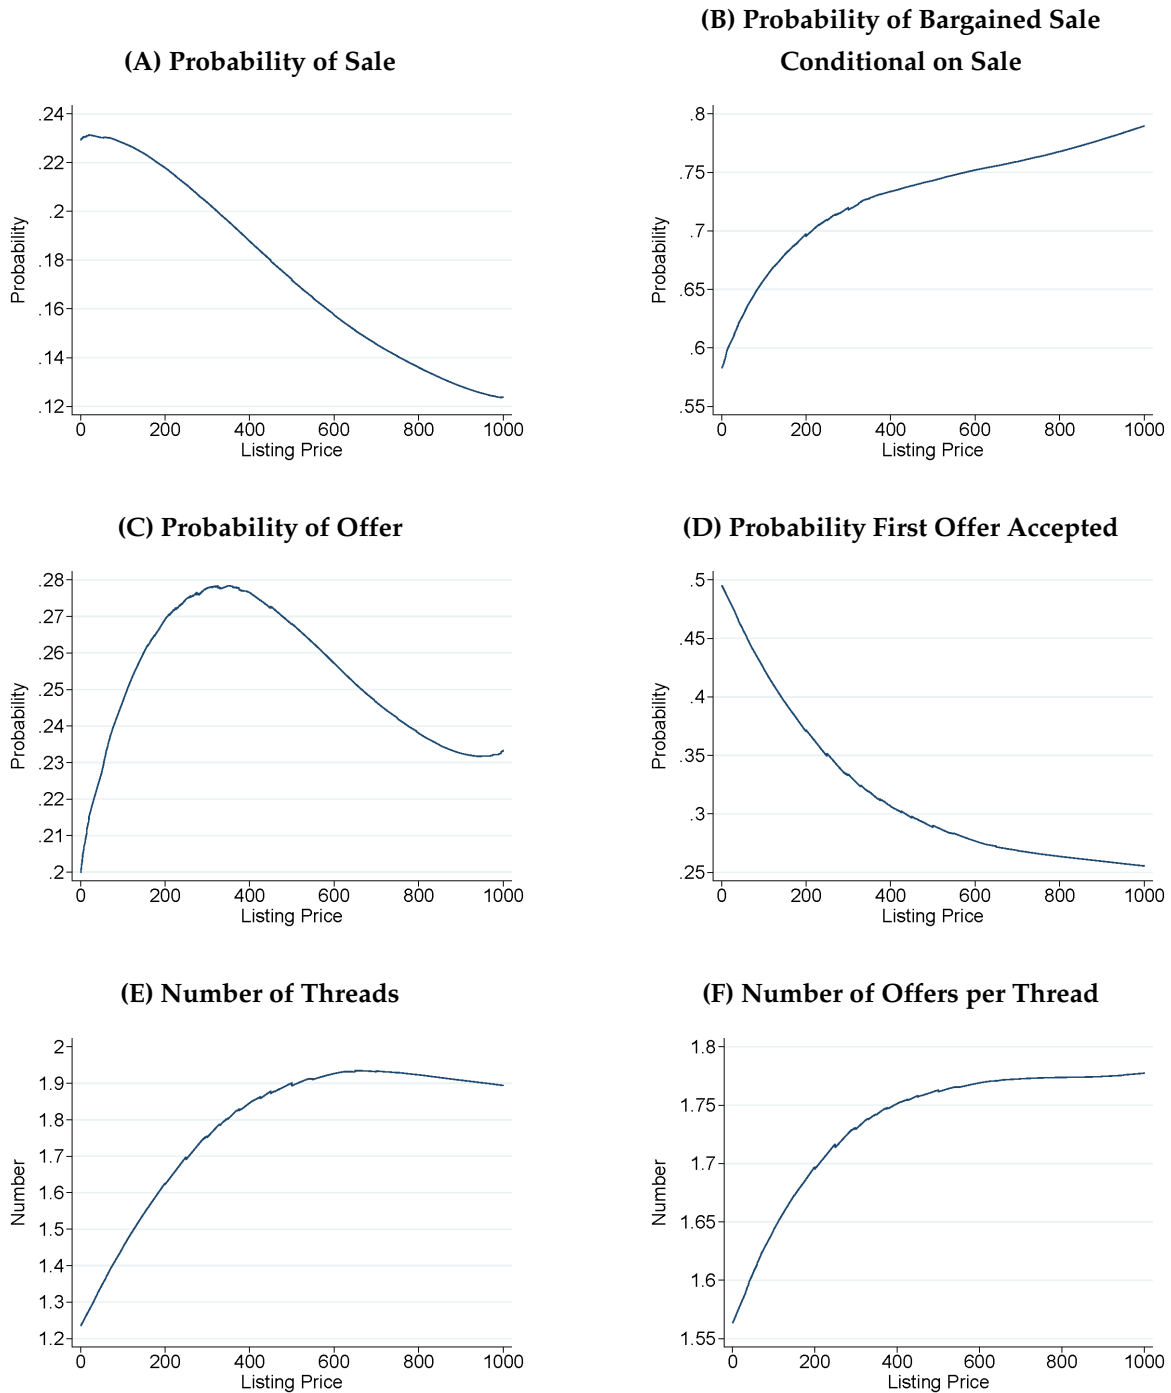 (A) Probability of Sale
.24
.22
.2
.18
.16
.14
.12
Probability
0 200 400 600 800 1000
Listing Price
(B) Probability of Bargained Sale
Conditional on Sale
.8
.75
.7
.65
.6
.55
Probability
0 200 400 600 800 1000
Listing Price
(C) Probability of Offer
.28
.27
.26
.25
.24
.23
.22
.21
.2
Probability
0 200 400 600 800 1000
Listing Price
(D) Probability First Offer Accepted
.5
.45
.4
.35
.3
.25
Probability
0 200 400 600 800 1000
Listing Price
(E) Number of Threads
2
1.9
1.8
1.7
1.6
1.5
1.4
1.3
1.2
Number
0 200 400 600 800 1000
Listing Price
(F) Number of Offers per Thread
1.8
1.75
1.7
1.65
1.6
1.55
Number
0 200 400 600 800 1000
Listing Price